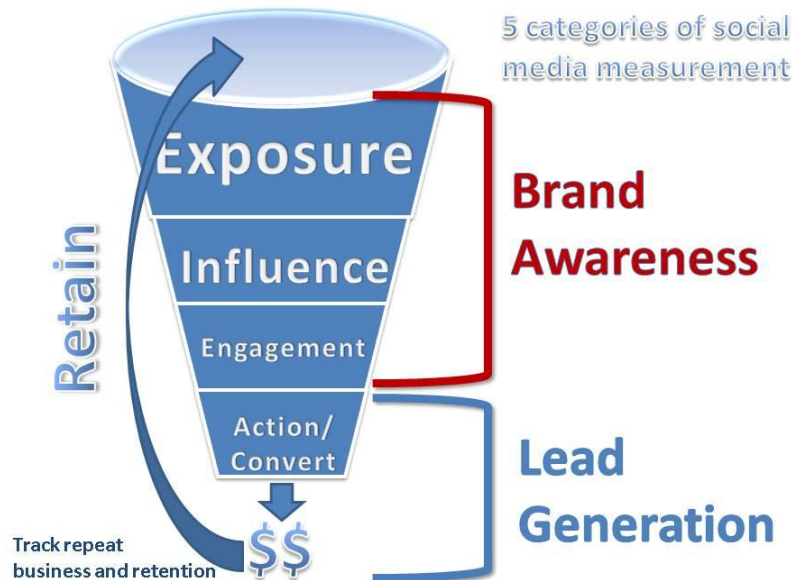 5 categories of social
media measurement
Exposure
Influence
Engagement
Action/
Convert
$$
Retain
Brand
Awareness
Lead
Generation
Track repeat
business and retention